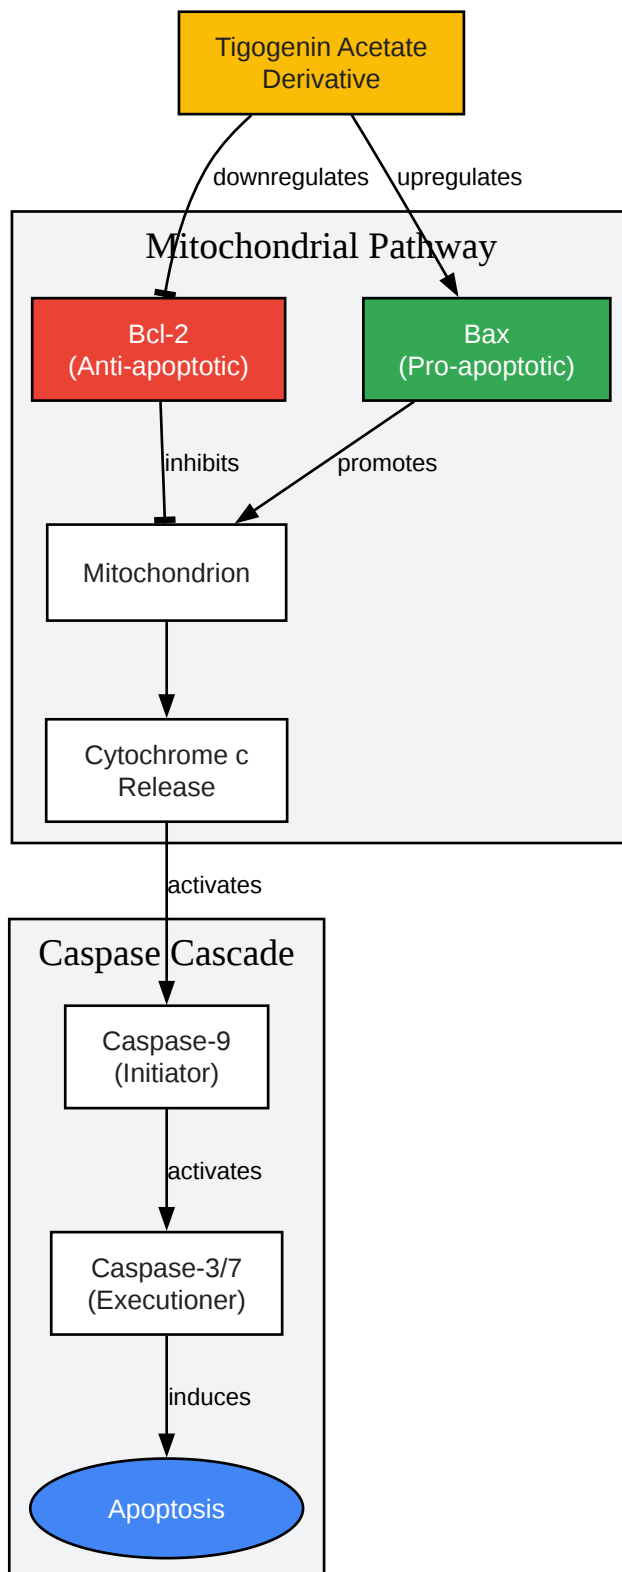 Tigogenin Acetate
Derivative
downregulates
upregulates
Mitochondrial Pathway
Bcl-2
(Anti-apoptotic)
Bax
(Pro-apoptotic)
inhibits
promotes
Mitochondrion
Cytochrome c
Release
activates
Caspase Cascade
Caspase-9
(Initiator)
activates
Caspase-3/7
(Executioner)
induces
Apoptosis